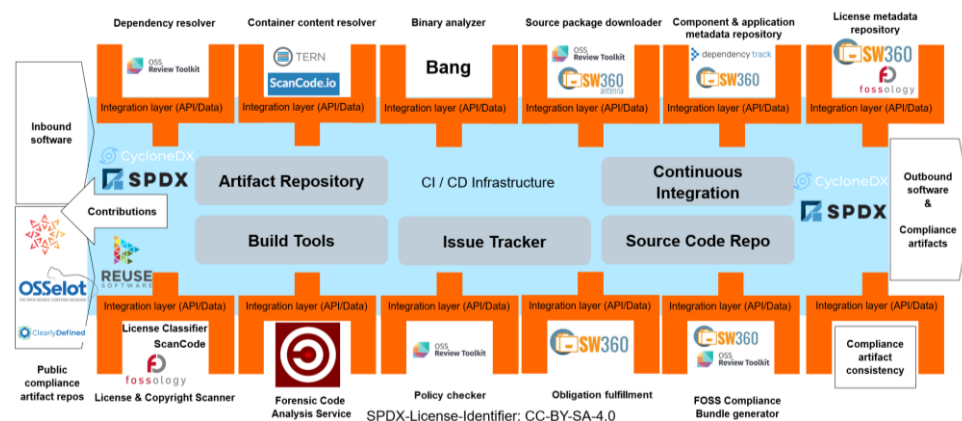 Dependency resolver
Container content resolver
Binary analyzer
Source package downloader
Component & application
metadata repository
License metadata
repository
OSS
Review Toolkit
TERN
ScanCode.io
Bang
OSS
Review Toolkit
SW360
antenna
dependency track
SW360
SW360
fossology
Integration layer (API/Data)
Integration layer (API/Data)
Integration layer (API/Data)
Integration layer (API/Data)
Integration layer (API/Data)
Integration layer (API/Data)
Inbound
software
CycloneDX
SPDX
Contributions
Artifact Repository
CI / CD Infrastructure
Continuous
Integration
Build Tools
Issue Tracker
Source Code Repo
CycloneDX
SPDX
Outbound
software
&
Compliance
artifacts
REUSE
SOFTWARE
OSSelot
THE OPEN SOURCE CURATION DATABASE
ClearlyDefined
Public
compliance
artifact repos
Integration layer (API/Data)
Integration layer (API/Data)
Integration layer (API/Data)
Integration layer (API/Data)
Integration layer (API/Data)
Integration layer (API/Data)
License Classifier
ScanCode
fossology
License & Copyright Scanner
Forensic Code
Analysis Service
OSS
Review Toolkit
Policy checker
SW360
Obligation fulfillment
SW360
OSS
Review Toolkit
FOSS Compliance
Bundle generator
Compliance
artifact
consistency
SPDX-License-Identifier: CC-BY-SA-4.0